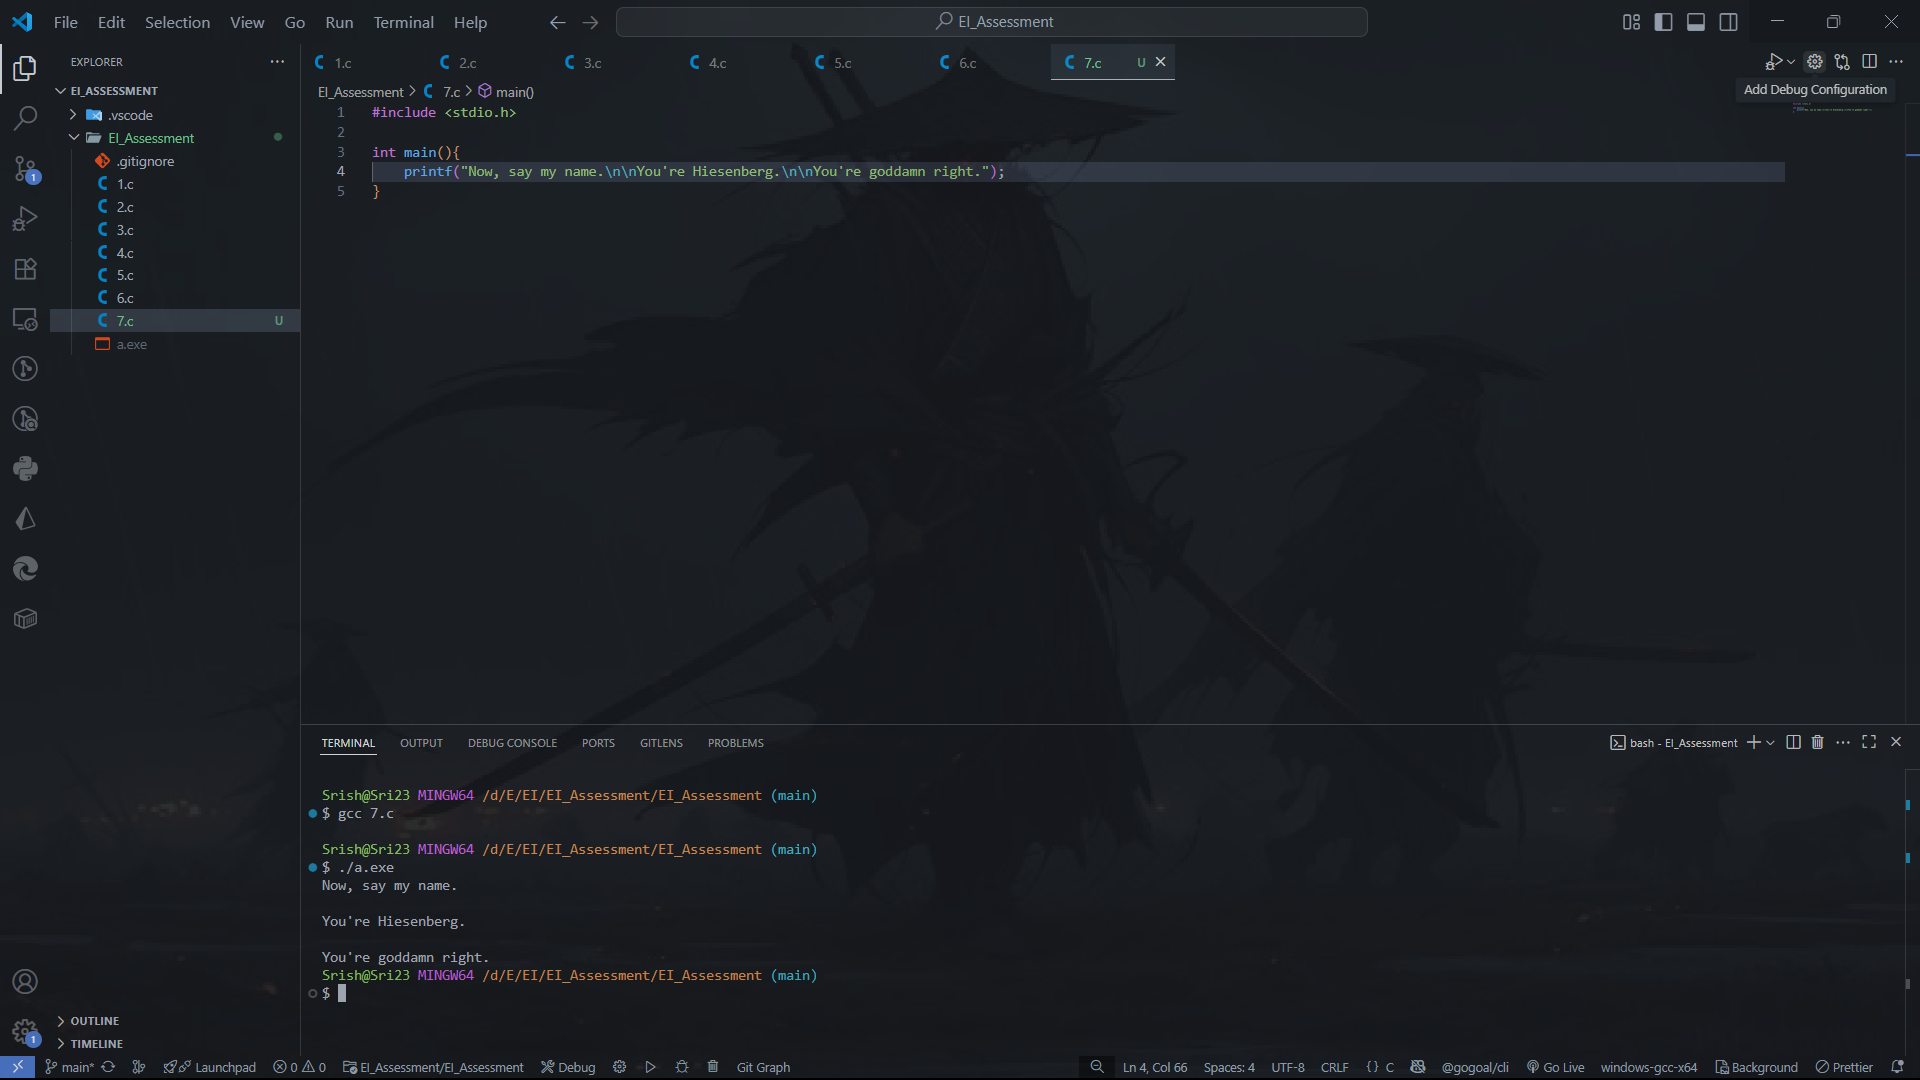 File Edit Selection View Go Run Terminal Help
EI_Assessment
EXPLORER
1.c 2.c 3.c 4.c 5.c 6.c 7.c U
Add Debug Configuration
EI_ASSESSMENT
.vscode
EI_Assessment
.gitignore
1.c
2.c
3.c
4.c
5.c
6.c
7.c U
a.exe
OUTLINE
TIMELINE
1
1
EI_Assessment > 7.c > main()
1 #include <stdio.h>
2
3 int main(){
4 printf("Now, say my name.\n\nYou're Hiesenberg.\n\nYou're goddamn right.");
5 }
TERMINAL OUTPUT DEBUG CONSOLE PORTS GITLENS PROBLEMS
bash - EI_Assessment
Srish@Sri23 MINGW64 /d/E/EI/EI_Assessment/EI_Assessment (main)
$ gcc 7.c
Srish@Sri23 MINGW64 /d/E/EI/EI_Assessment/EI_Assessment (main)
$ ./a.exe
Now, say my name.
You're Hiesenberg.
You're goddamn right.
Srish@Sri23 MINGW64 /d/E/EI/EI_Assessment/EI_Assessment (main)
$
main* Launchpad 0 0 EI_Assessment/EI_Assessment Debug Git Graph Ln 4, Col 66 Spaces: 4 UTF-8 CRLF {} C @gogoal/cli Go Live windows-gcc-x64 Background Prettier